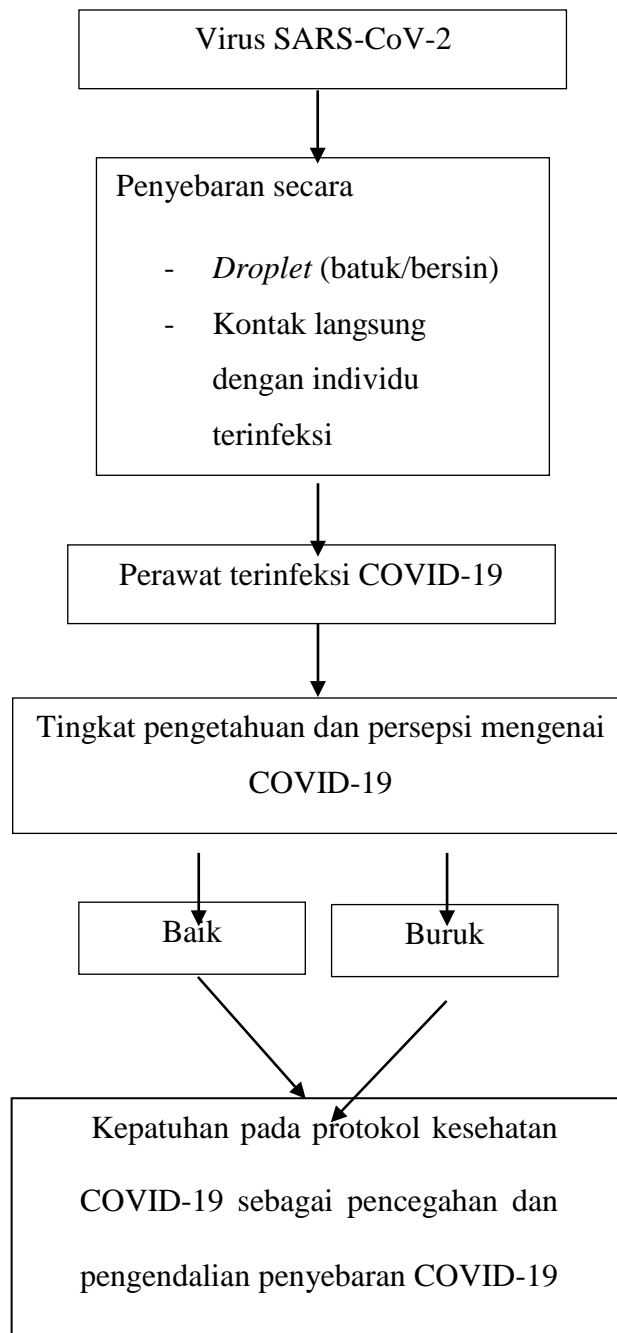 Virus SARS-CoV-2
Penyebaran secara
- Droplet (batuk/bersin)
- Kontak langsung
dengan individu
terinfeksi
Perawat terinfeksi COVID-19
Tingkat pengetahuan dan persepsi mengenai
COVID-19
Baik
Buruk
Kepatuhan pada protokol kesehatan
COVID-19 sebagai pencegahan dan
pengendalian penyebaran COVID-19